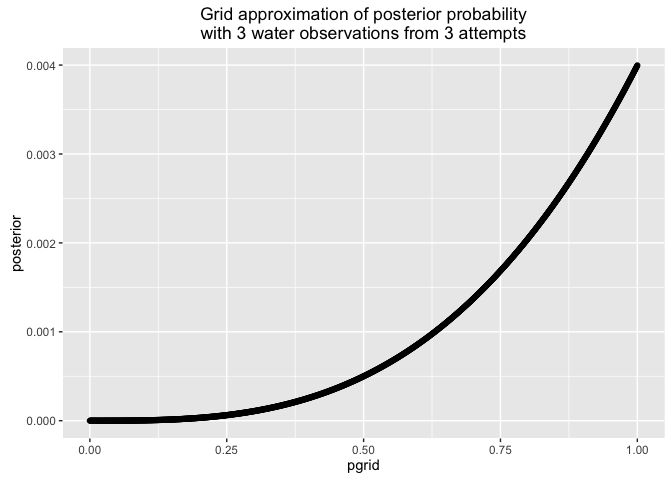 Grid approximation of posterior probability
with 3 water observations from 3 attempts
posterior
0.004
0.003
0.002
0.001
0.000
0.00 0.25 0.50 0.75 1.00
pgrid